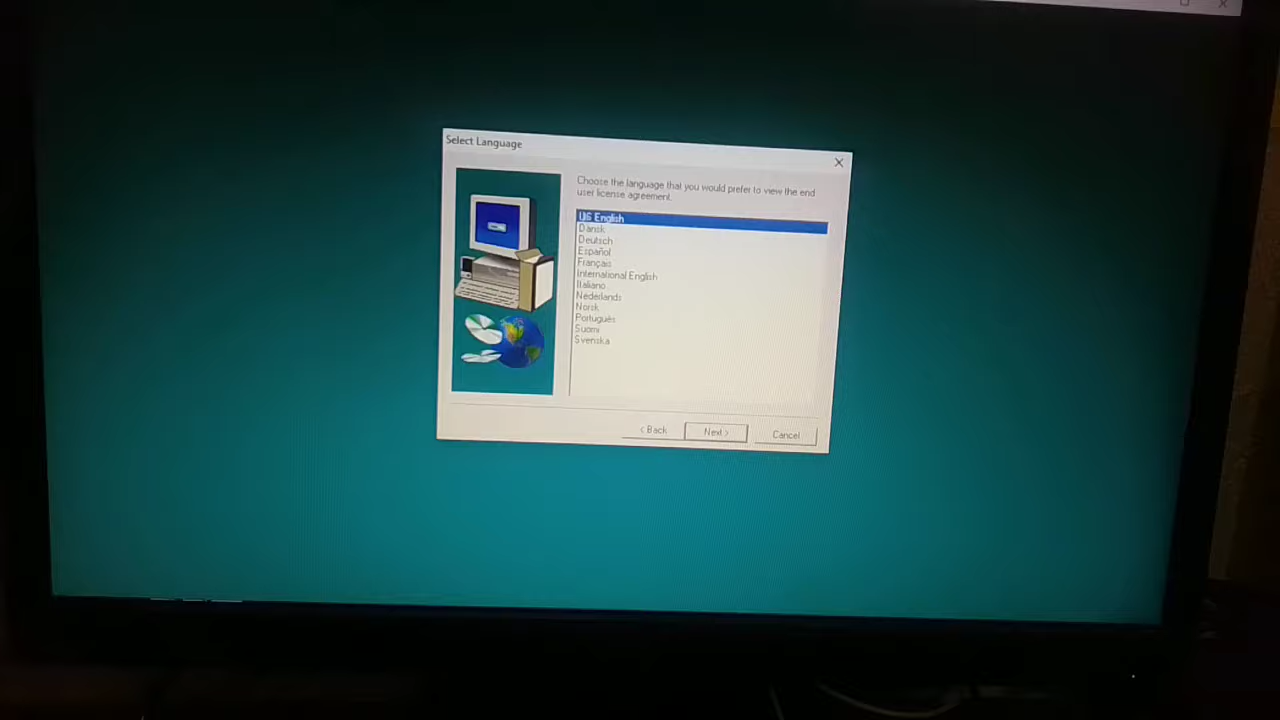 Select Language
Choose the language that you would prefer to view the end
user license agreement.
US English
Dansk
Deutsch
Español
Français
International English
Italiano
Nederlands
Norsk
Português
Suomi
Svenska
< Back
Next >
Cancel